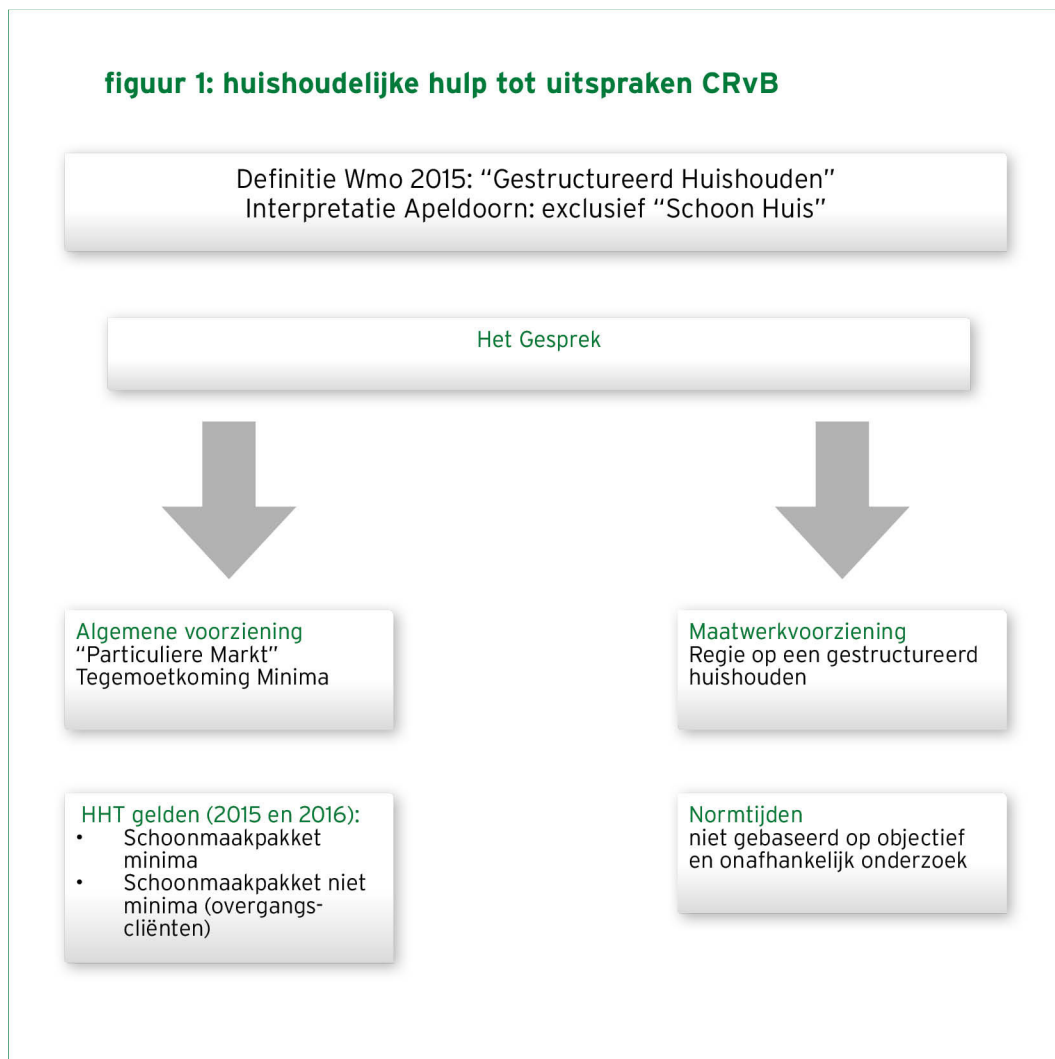 figuur 1: huishoudelijke hulp tot uitspraken CRvB
Definitie Wmo 2015: “Gestructureerd Huishouden”
Interpretatie Apeldoorn: exclusief “Schoon Huis”
Het Gesprek
Algemene voorziening
“Particuliere Markt”
Tegemoetkoming Minima
Maatwerkvoorziening
Regie op een gestructureerd
huishouden
HHT gelden (2015 en 2016):
• Schoonmaakpakket
minima
• Schoonmaakpakket niet
minima (overgangs-
cliënten)
Normtijden
niet gebaseerd op objectief
en onafhankelijk onderzoek